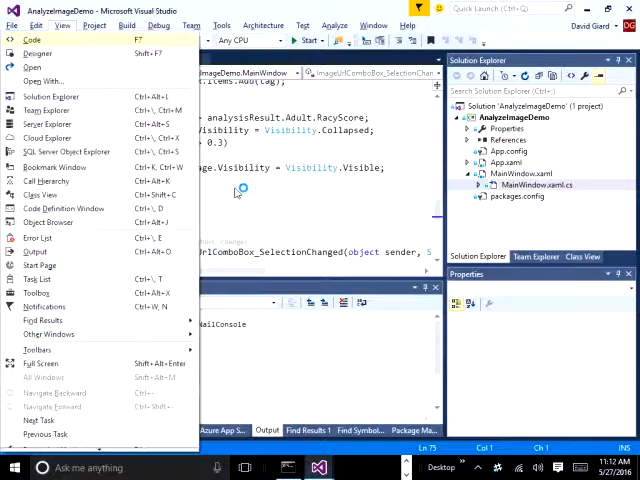 AnalyzeImageDemo - Microsoft Visual Studio
Quick Launch (Ctrl+Q)
File Edit View Project Build Debug Team Tools Architecture Test Analyze Window Help
David Giard
DG
Any CPU
Start
Code F7
Designer Shift+F7
Open
Open With...
Solution Explorer Ctrl+Alt+L
Team Explorer Ctrl+\, Ctrl+M
Server Explorer Ctrl+Alt+S
Cloud Explorer Ctrl+\, Ctrl+X
SQL Server Object Explorer Ctrl+\, Ctrl+S
Bookmark Window Ctrl+K, Ctrl+W
Call Hierarchy Ctrl+Alt+K
Class View Ctrl+Shift+C
Code Definition Window Ctrl+\, D
Object Browser Ctrl+Alt+J
Error List Ctrl+\, E
Output Ctrl+Alt+O
Start Page
Task List Ctrl+\, T
Toolbox Ctrl+Alt+X
Notifications Ctrl+W, N
Find Results
Other Windows
Toolbars
Full Screen Shift+Alt+Enter
All Windows Shift+Alt+M
Navigate Backward Ctrl+-
Navigate Forward Ctrl+Shift+-
Next Task
Previous Task
ImageDemo.MainWindow
ImageUrlComboBox_SelectionChan
.Items.Add(tag);
analysisResult.Adult.RacyScore;
Visibility = Visibility.Collapsed;
> 0.3)
age.Visibility = Visibility.Visible;
UrlComboBox_SelectionChanged(object sender, S
NailConsole
Azure App S... Output Find Results 1 Find Symbol... Package Ma...
Solution Explorer
Search Solution Explorer (Ctrl+;)
Solution 'AnalyzeImageDemo' (1 project)
AnalyzeImageDemo
Properties
References
App.config
App.xaml
MainWindow.xaml
MainWindow.xaml.cs
packages.config
Solution Explorer Team Explorer Class View
Properties
Ln 75 Col 1 Ch 1
Ask me anything
Desktop
11:12 AM
5/27/2016